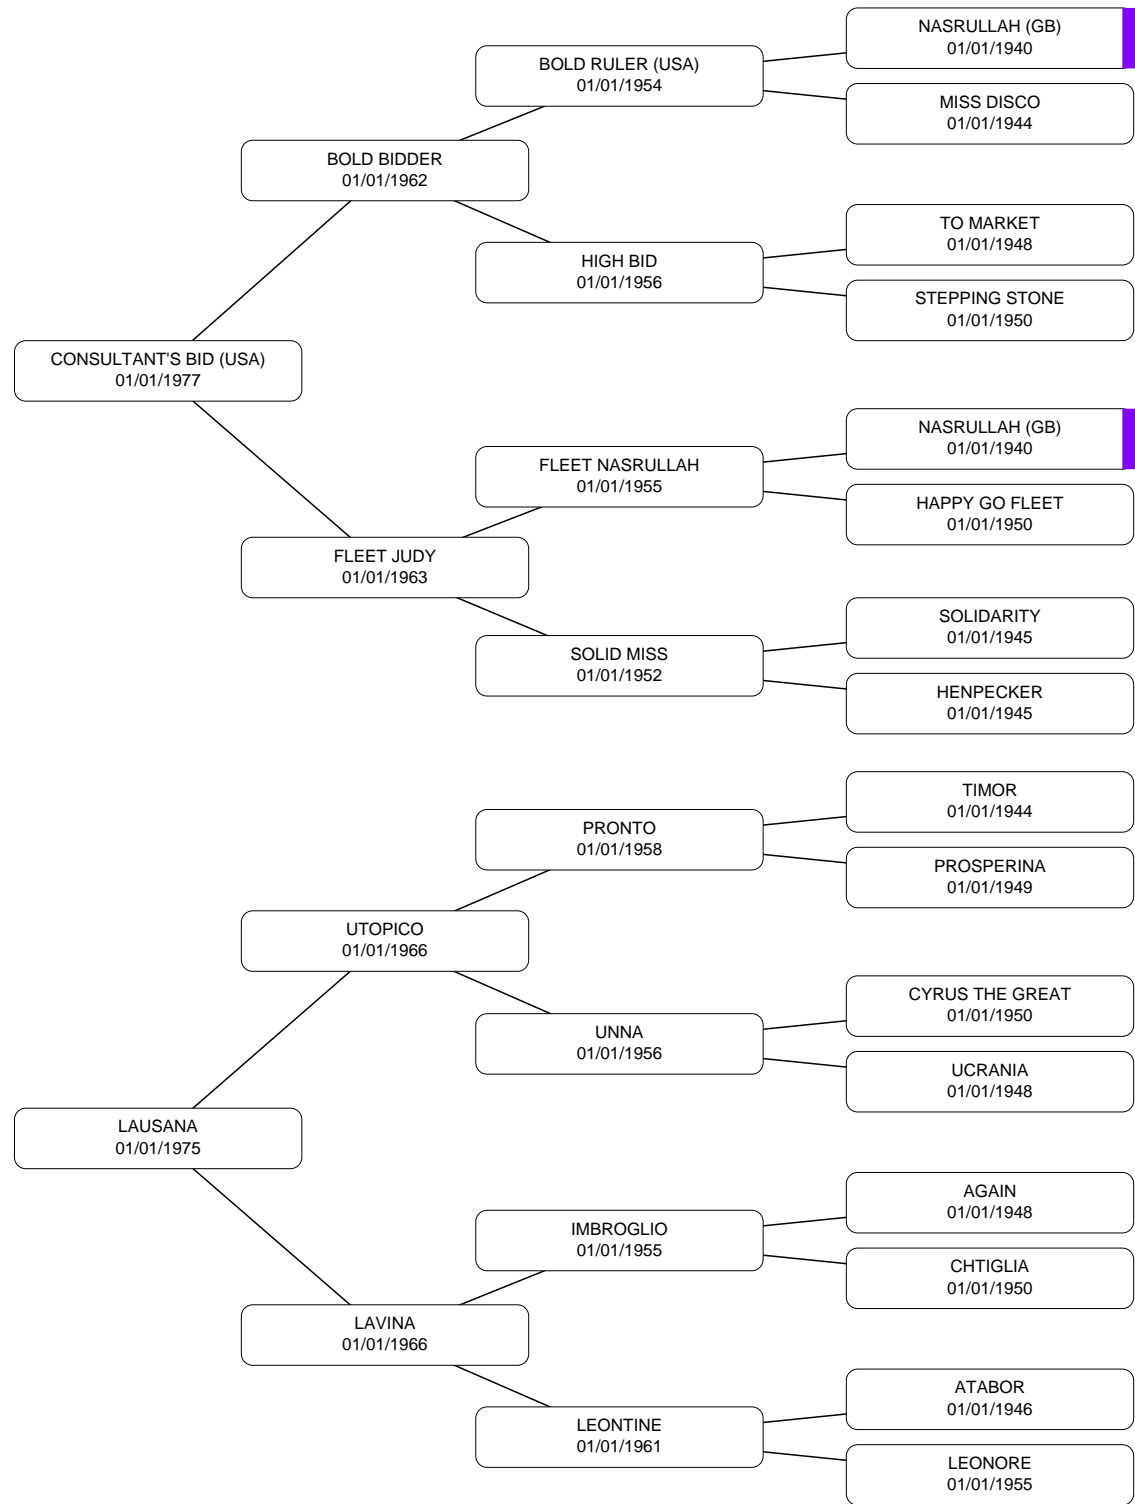 NASRULLAH (GB)
01/01/1940
BOLD RULER (USA)
01/01/1954
MISS DISCO
01/01/1944
BOLD BIDDER
01/01/1962
TO MARKET
01/01/1948
HIGH BID
01/01/1956
STEPPING STONE
01/01/1950
CONSULTANT'S BID (USA)
01/01/1977
NASRULLAH (GB)
01/01/1940
FLEET NASRULLAH
01/01/1955
HAPPY GO FLEET
01/01/1950
FLEET JUDY
01/01/1963
SOLIDARITY
01/01/1945
SOLID MISS
01/01/1952
HENPECKER
01/01/1945
TIMOR
01/01/1944
PRONTO
01/01/1958
PROSPERINA
01/01/1949
UTOPICO
01/01/1966
CYRUS THE GREAT
01/01/1950
UNNA
01/01/1956
UCRANIA
01/01/1948
LAUSANA
01/01/1975
AGAIN
01/01/1948
IMBROGLIO
01/01/1955
CHTIGLIA
01/01/1950
LAVINA
01/01/1966
ATABOR
01/01/1946
LEONTINE
01/01/1961
LEONORE
01/01/1955